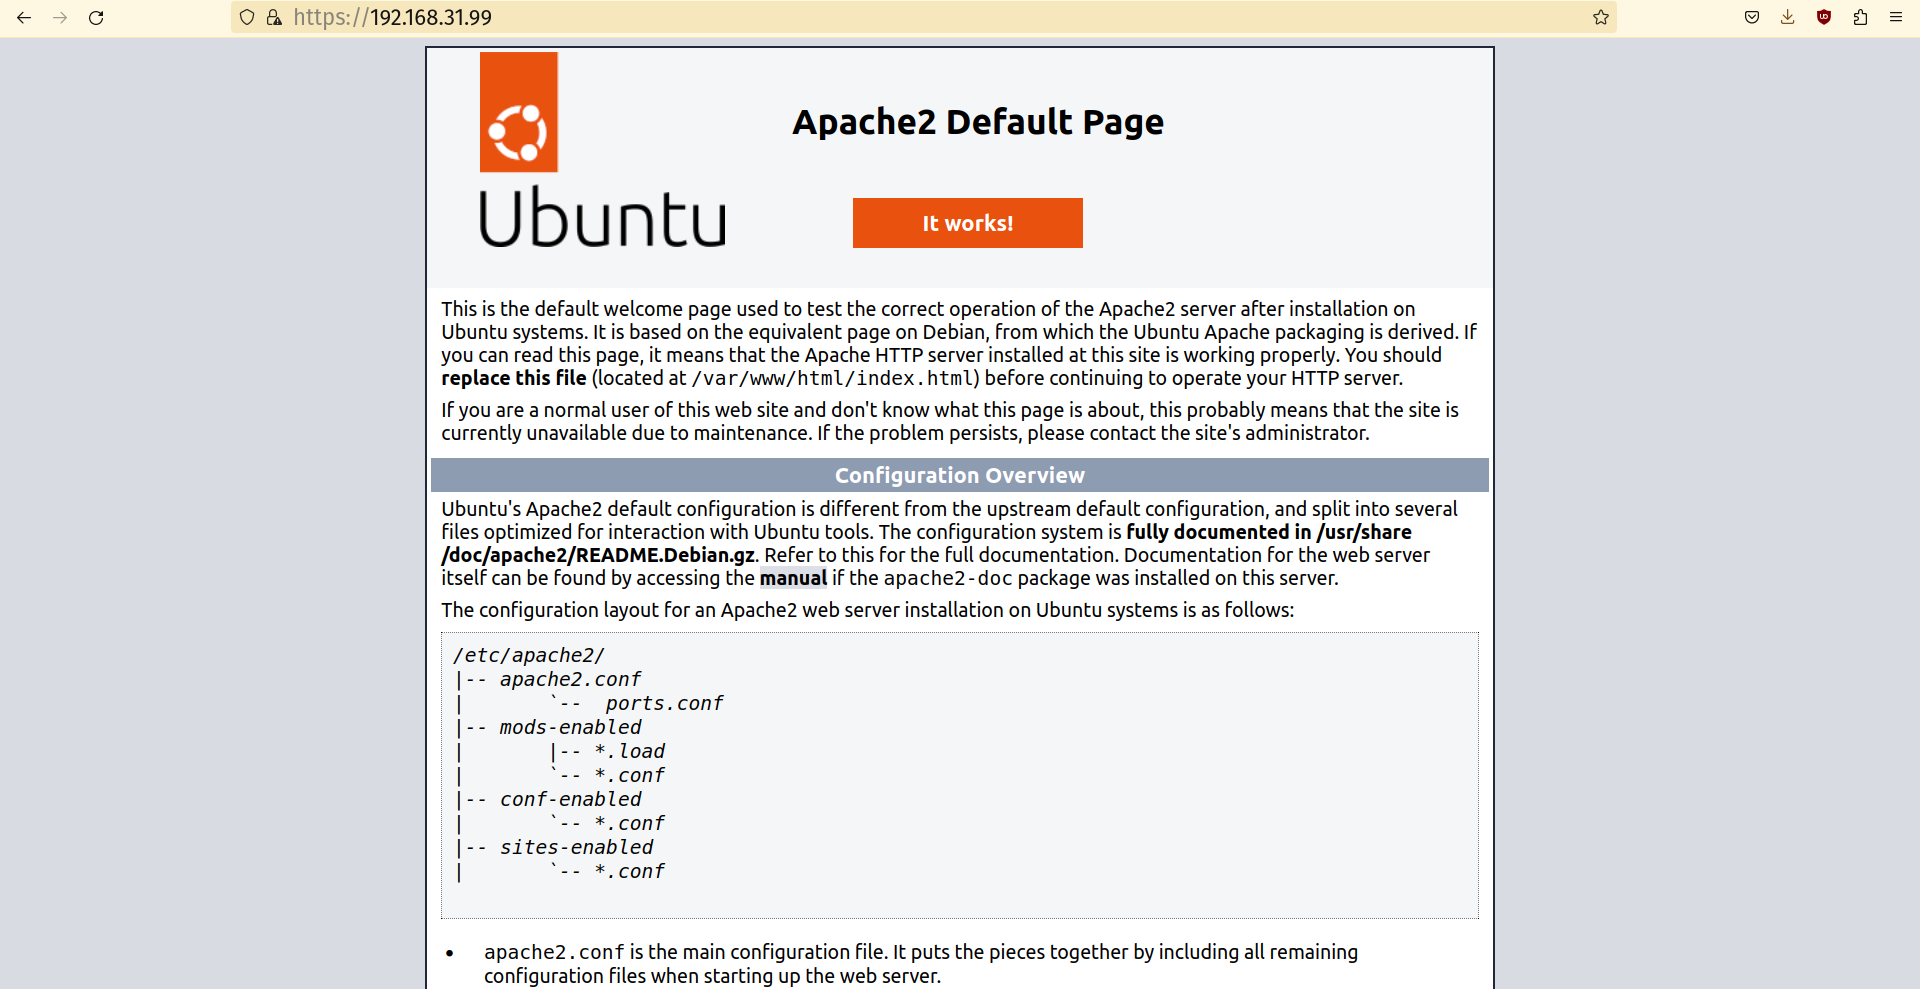 https://192.168.31.99
Apache2 Default Page
Ubuntu
It works!
This is the default welcome page used to test the correct operation of the Apache2 server after installation on
Ubuntu systems. It is based on the equivalent page on Debian, from which the Ubuntu Apache packaging is derived. If
you can read this page, it means that the Apache HTTP server installed at this site is working properly. You should
replace this file (located at /var/www/html/index.html) before continuing to operate your HTTP server.
If you are a normal user of this web site and don't know what this page is about, this probably means that the site is
currently unavailable due to maintenance. If the problem persists, please contact the site's administrator.
Configuration Overview
Ubuntu's Apache2 default configuration is different from the upstream default configuration, and split into several
files optimized for interaction with Ubuntu tools. The configuration system is fully documented in /usr/share
/doc/apache2/README.Debian.gz. Refer to this for the full documentation. Documentation for the web server
itself can be found by accessing the manual if the apache2-doc package was installed on this server.
The configuration layout for an Apache2 web server installation on Ubuntu systems is as follows:
/etc/apache2/
|-- apache2.conf
|       `--  ports.conf
|-- mods-enabled
|       |-- *.load
|       `-- *.conf
|-- conf-enabled
|       `-- *.conf
|-- sites-enabled
|       `-- *.conf
• apache2.conf is the main configuration file. It puts the pieces together by including all remaining
configuration files when starting up the web server.